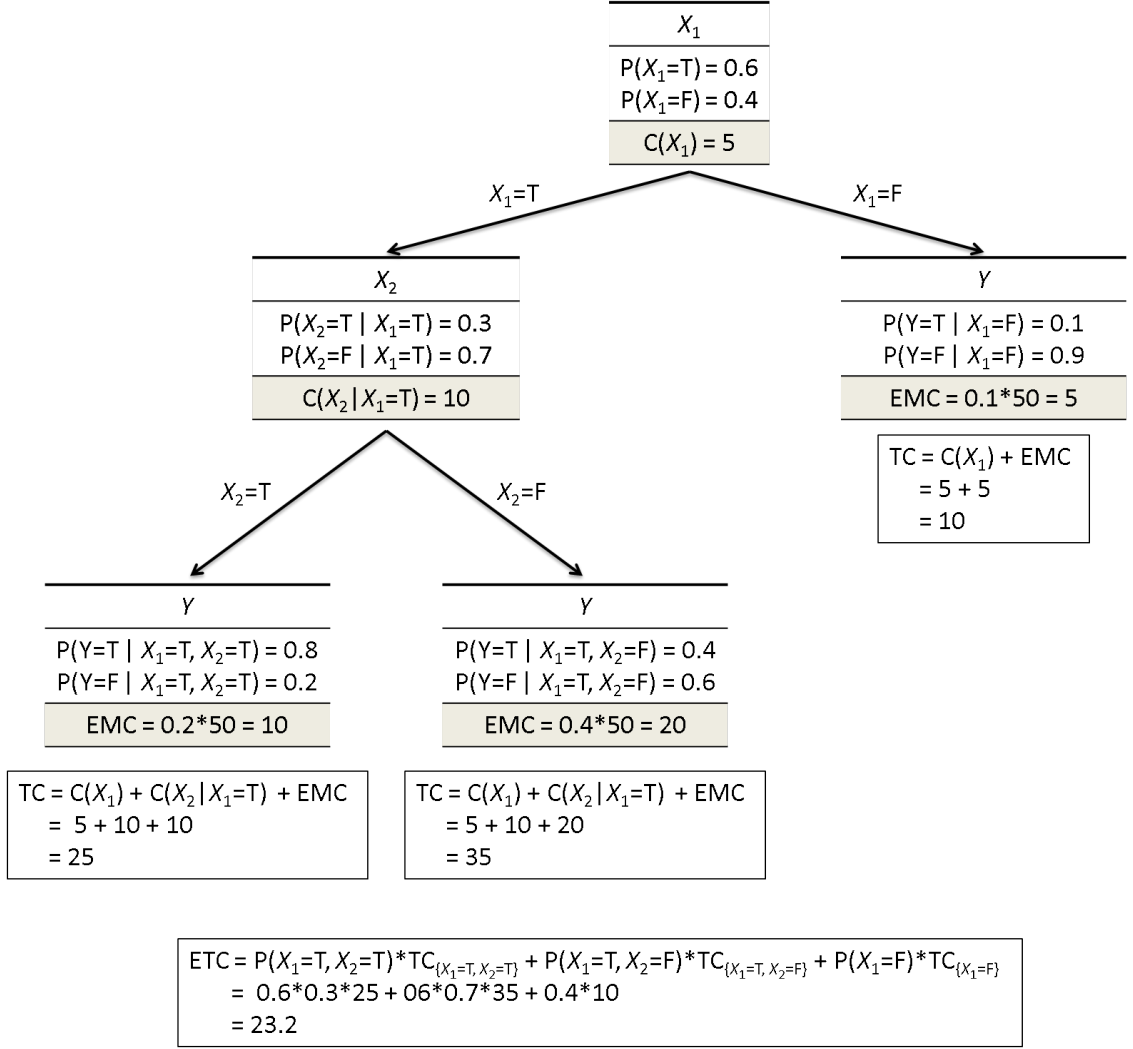 X₁
P(X₁=T) = 0.6
P(X₁=F) = 0.4
C(X₁) = 5
X₁=T
X₁=F
X₂
P(X₂=T | X₁=T) = 0.3
P(X₂=F | X₁=T) = 0.7
C(X₂|X₁=T) = 10
Y
P(Y=T | X₁=F) = 0.1
P(Y=F | X₁=F) = 0.9
EMC = 0.1*50 = 5
TC = C(X₁) + EMC
= 5 + 5
= 10
X₂=T
X₂=F
Y
P(Y=T | X₁=T, X₂=T) = 0.8
P(Y=F | X₁=T, X₂=T) = 0.2
EMC = 0.2*50 = 10
TC = C(X₁) + C(X₂|X₁=T) + EMC
= 5 + 10 + 10
= 25
Y
P(Y=T | X₁=T, X₂=F) = 0.4
P(Y=F | X₁=T, X₂=F) = 0.6
EMC = 0.4*50 = 20
TC = C(X₁) + C(X₂|X₁=T) + EMC
= 5 + 10 + 20
= 35
ETC = P(X₁=T, X₂=T)*TC{X₁=T, X₂=T} + P(X₁=T, X₂=F)*TC{X₁=T, X₂=F} + P(X₁=F)*TC{X₁=F}
= 0.6*0.3*25 + 06*0.7*35 + 0.4*10
= 23.2